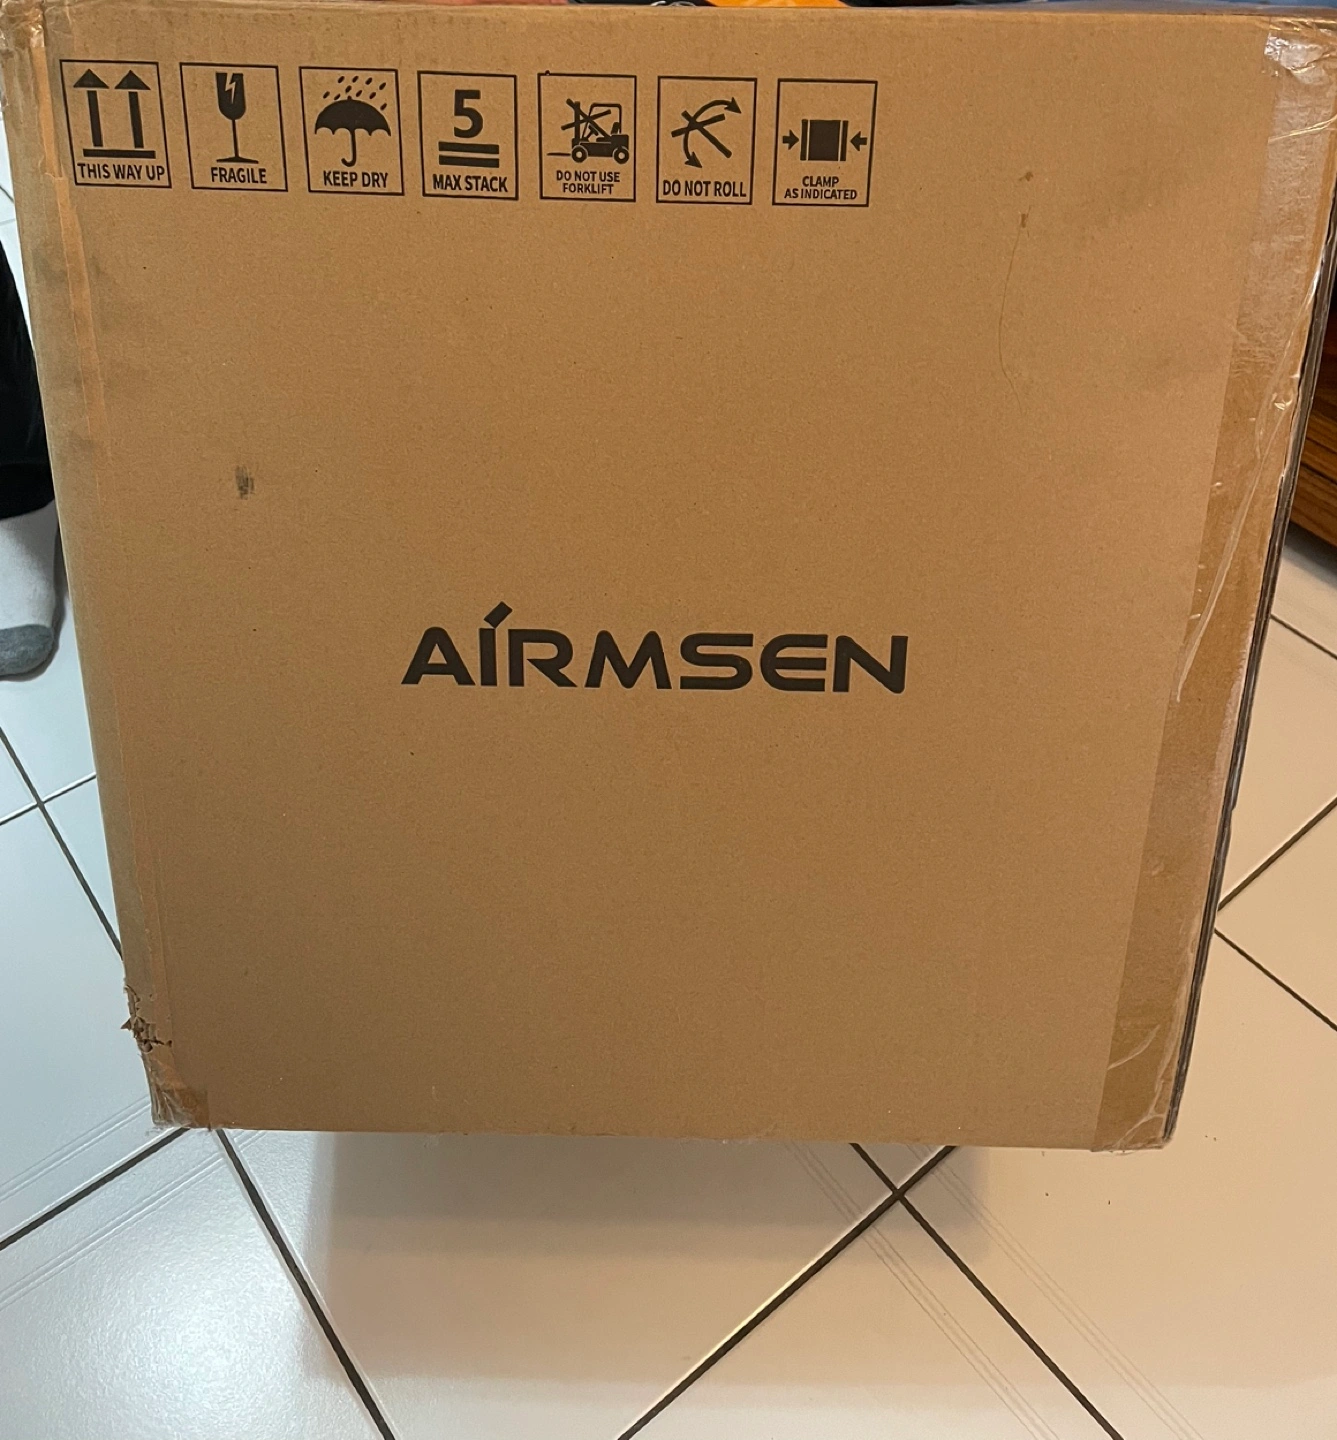 THIS WAY UP
FRAGILE
KEEP DRY
5
MAX STACK
DO NOT USE
FORKLIFT
DO NOT ROLL
CLAMP
AS INDICATED
AIRMSEN